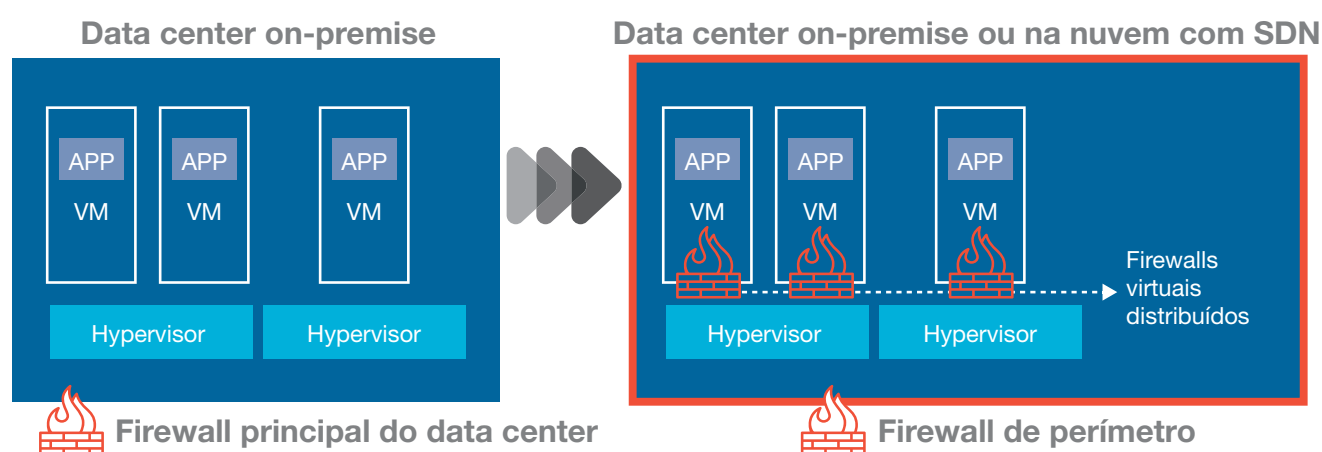 Data center on-premise
APP
VM
APP
VM
APP
VM
Hypervisor
Hypervisor
Firewall principal do data center
Data center on-premise ou na nuvem com SDN
APP
VM
APP
VM
APP
VM
Firewalls
virtuais
distribuídos
Hypervisor
Hypervisor
Firewall de perímetro